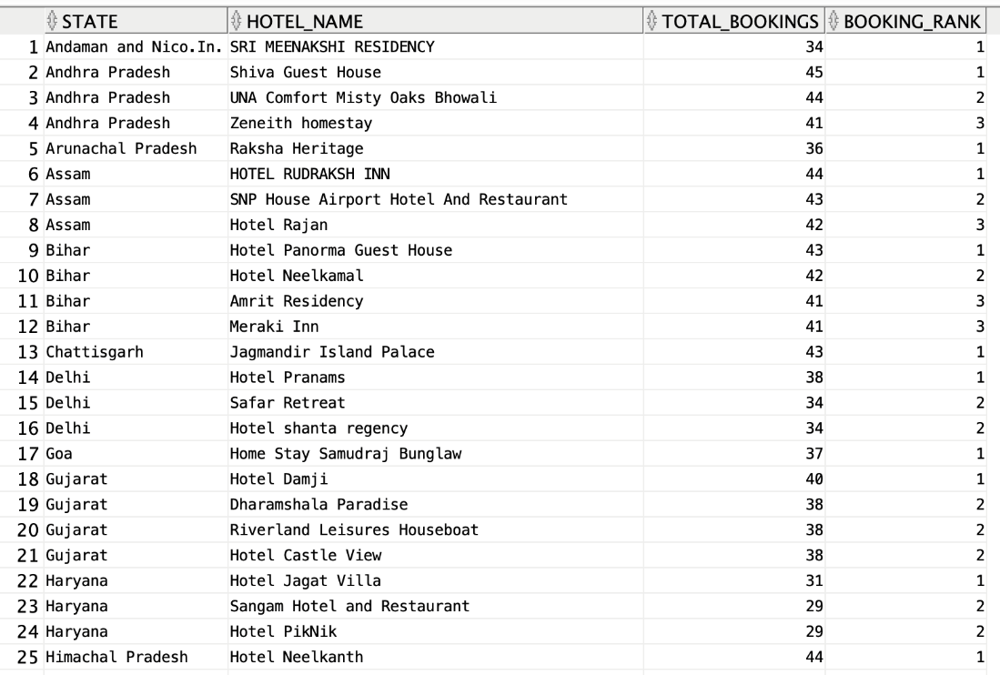 STATE HOTEL_NAME TOTAL_BOOKINGS BOOKING_RANK
1 Andaman and Nico.In. SRI MEENAKSHI RESIDENCY 34 1
2 Andhra Pradesh Shiva Guest House 45 1
3 Andhra Pradesh UNA Comfort Misty Oaks Bhowali 44 2
4 Andhra Pradesh Zeneith homestay 41 3
5 Arunachal Pradesh Raksha Heritage 36 1
6 Assam HOTEL RUDRAKSH INN 44 1
7 Assam SNP House Airport Hotel And Restaurant 43 2
8 Assam Hotel Rajan 42 3
9 Bihar Hotel Panorma Guest House 43 1
10 Bihar Hotel Neelkamal 42 2
11 Bihar Amrit Residency 41 3
12 Bihar Meraki Inn 41 3
13 Chattisgarh Jagmandir Island Palace 43 1
14 Delhi Hotel Pranams 38 1
15 Delhi Safar Retreat 34 2
16 Delhi Hotel shanta regency 34 2
17 Goa Home Stay Samudraj Bunglaw 37 1
18 Gujarat Hotel Damji 40 1
19 Gujarat Dharamshala Paradise 38 2
20 Gujarat Riverland Leisures Houseboat 38 2
21 Gujarat Hotel Castle View 38 2
22 Haryana Hotel Jagat Villa 31 1
23 Haryana Sangam Hotel and Restaurant 29 2
24 Haryana Hotel PikNik 29 2
25 Himachal Pradesh Hotel Neelkanth 44 1